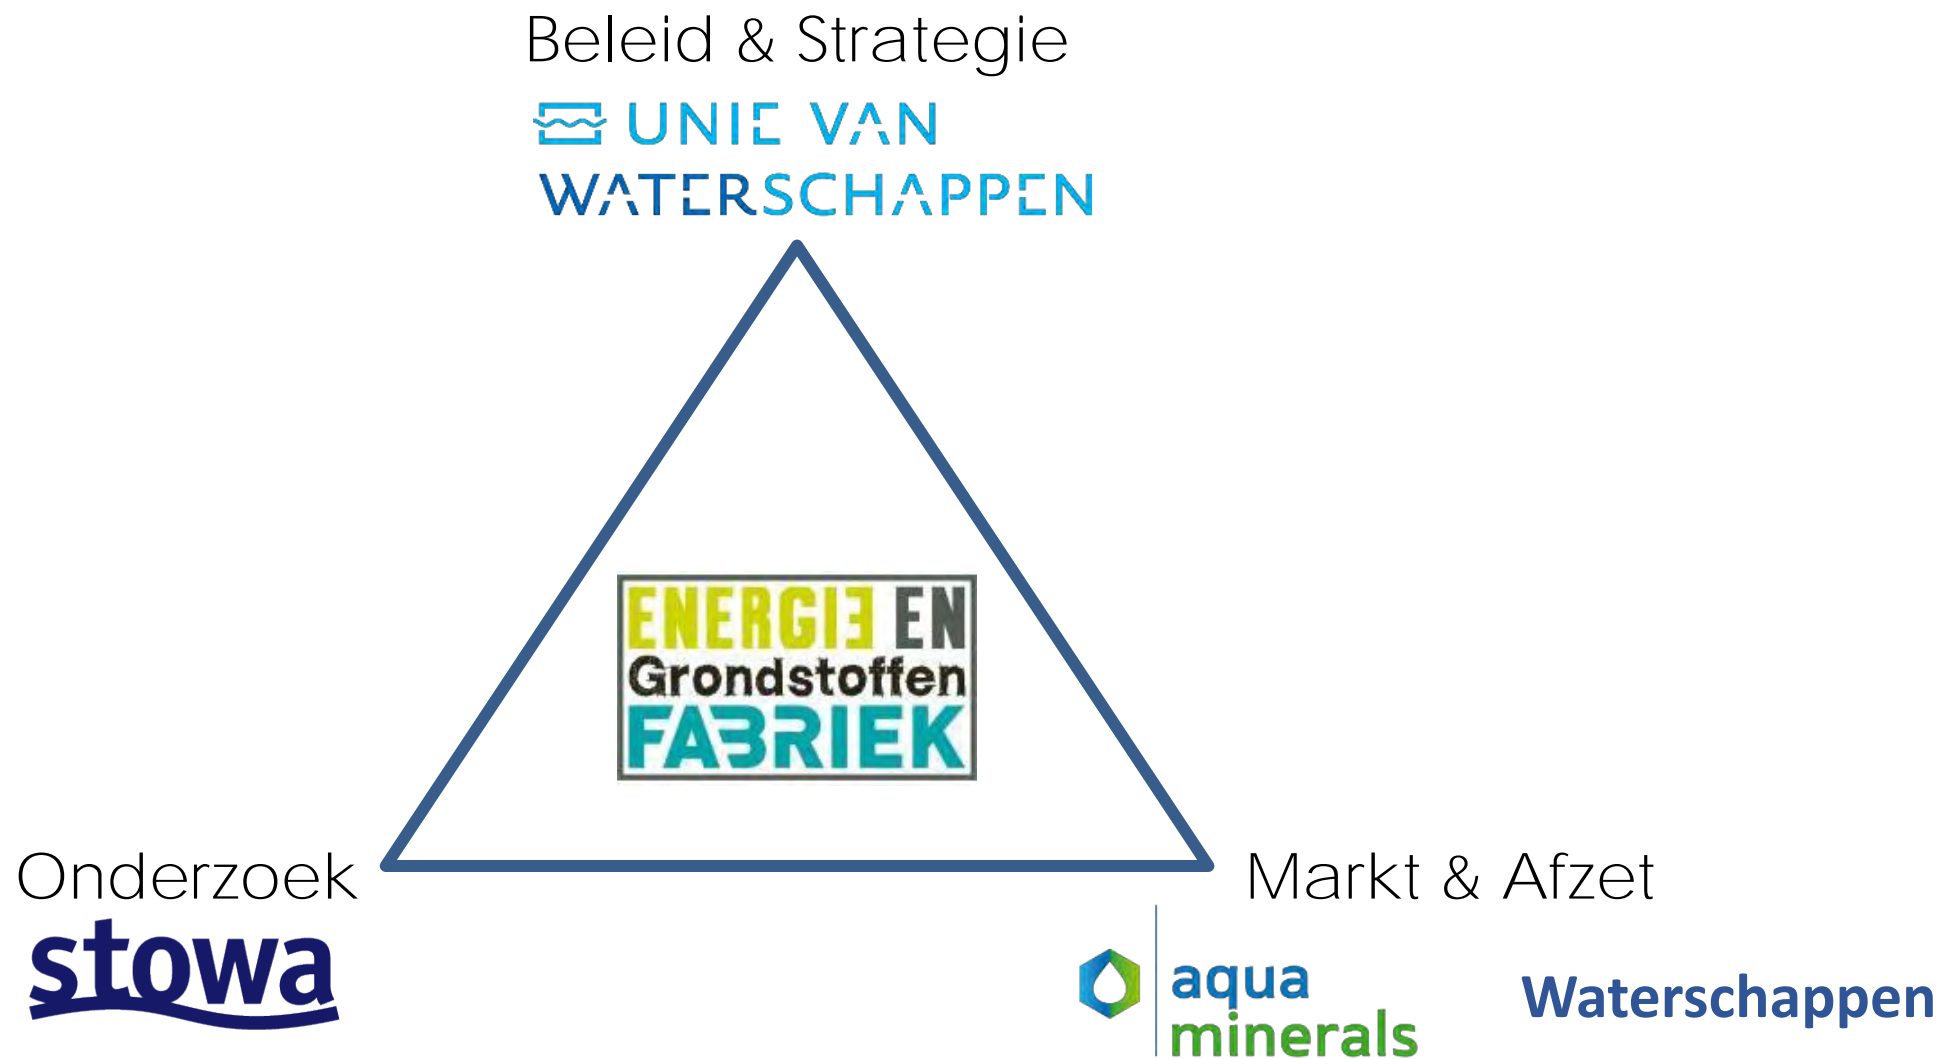 Beleid & Strategie
UNIE VAN
WATERSCHAPPEN
ENERGIE EN
Grondstoffen
FABRIEK
Onderzoek
stowa
Markt & Afzet
aqua
minerals
Waterschappen